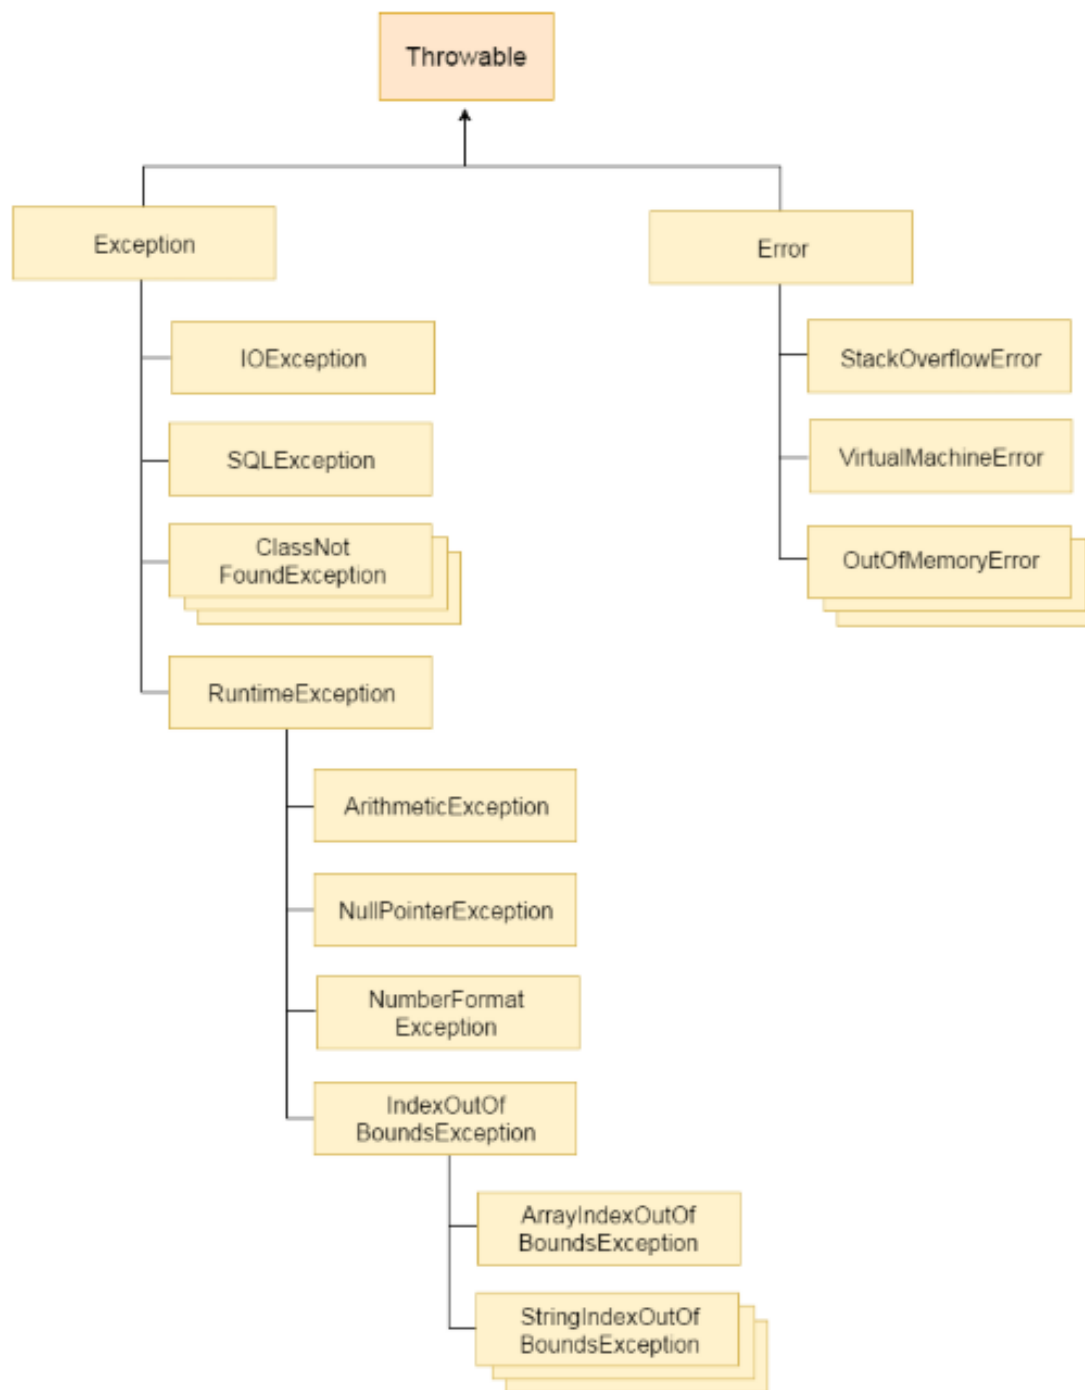 Throwable
Exception
Error
IOException
StackOverflowError
SQLException
VirtualMachineError
ClassNot
FoundException
OutOfMemoryError
RuntimeException
ArithmeticException
NullPointerException
NumberFormat
Exception
IndexOutOf
BoundsException
ArrayIndexOutOf
BoundsException
StringIndexOutOf
BoundsException